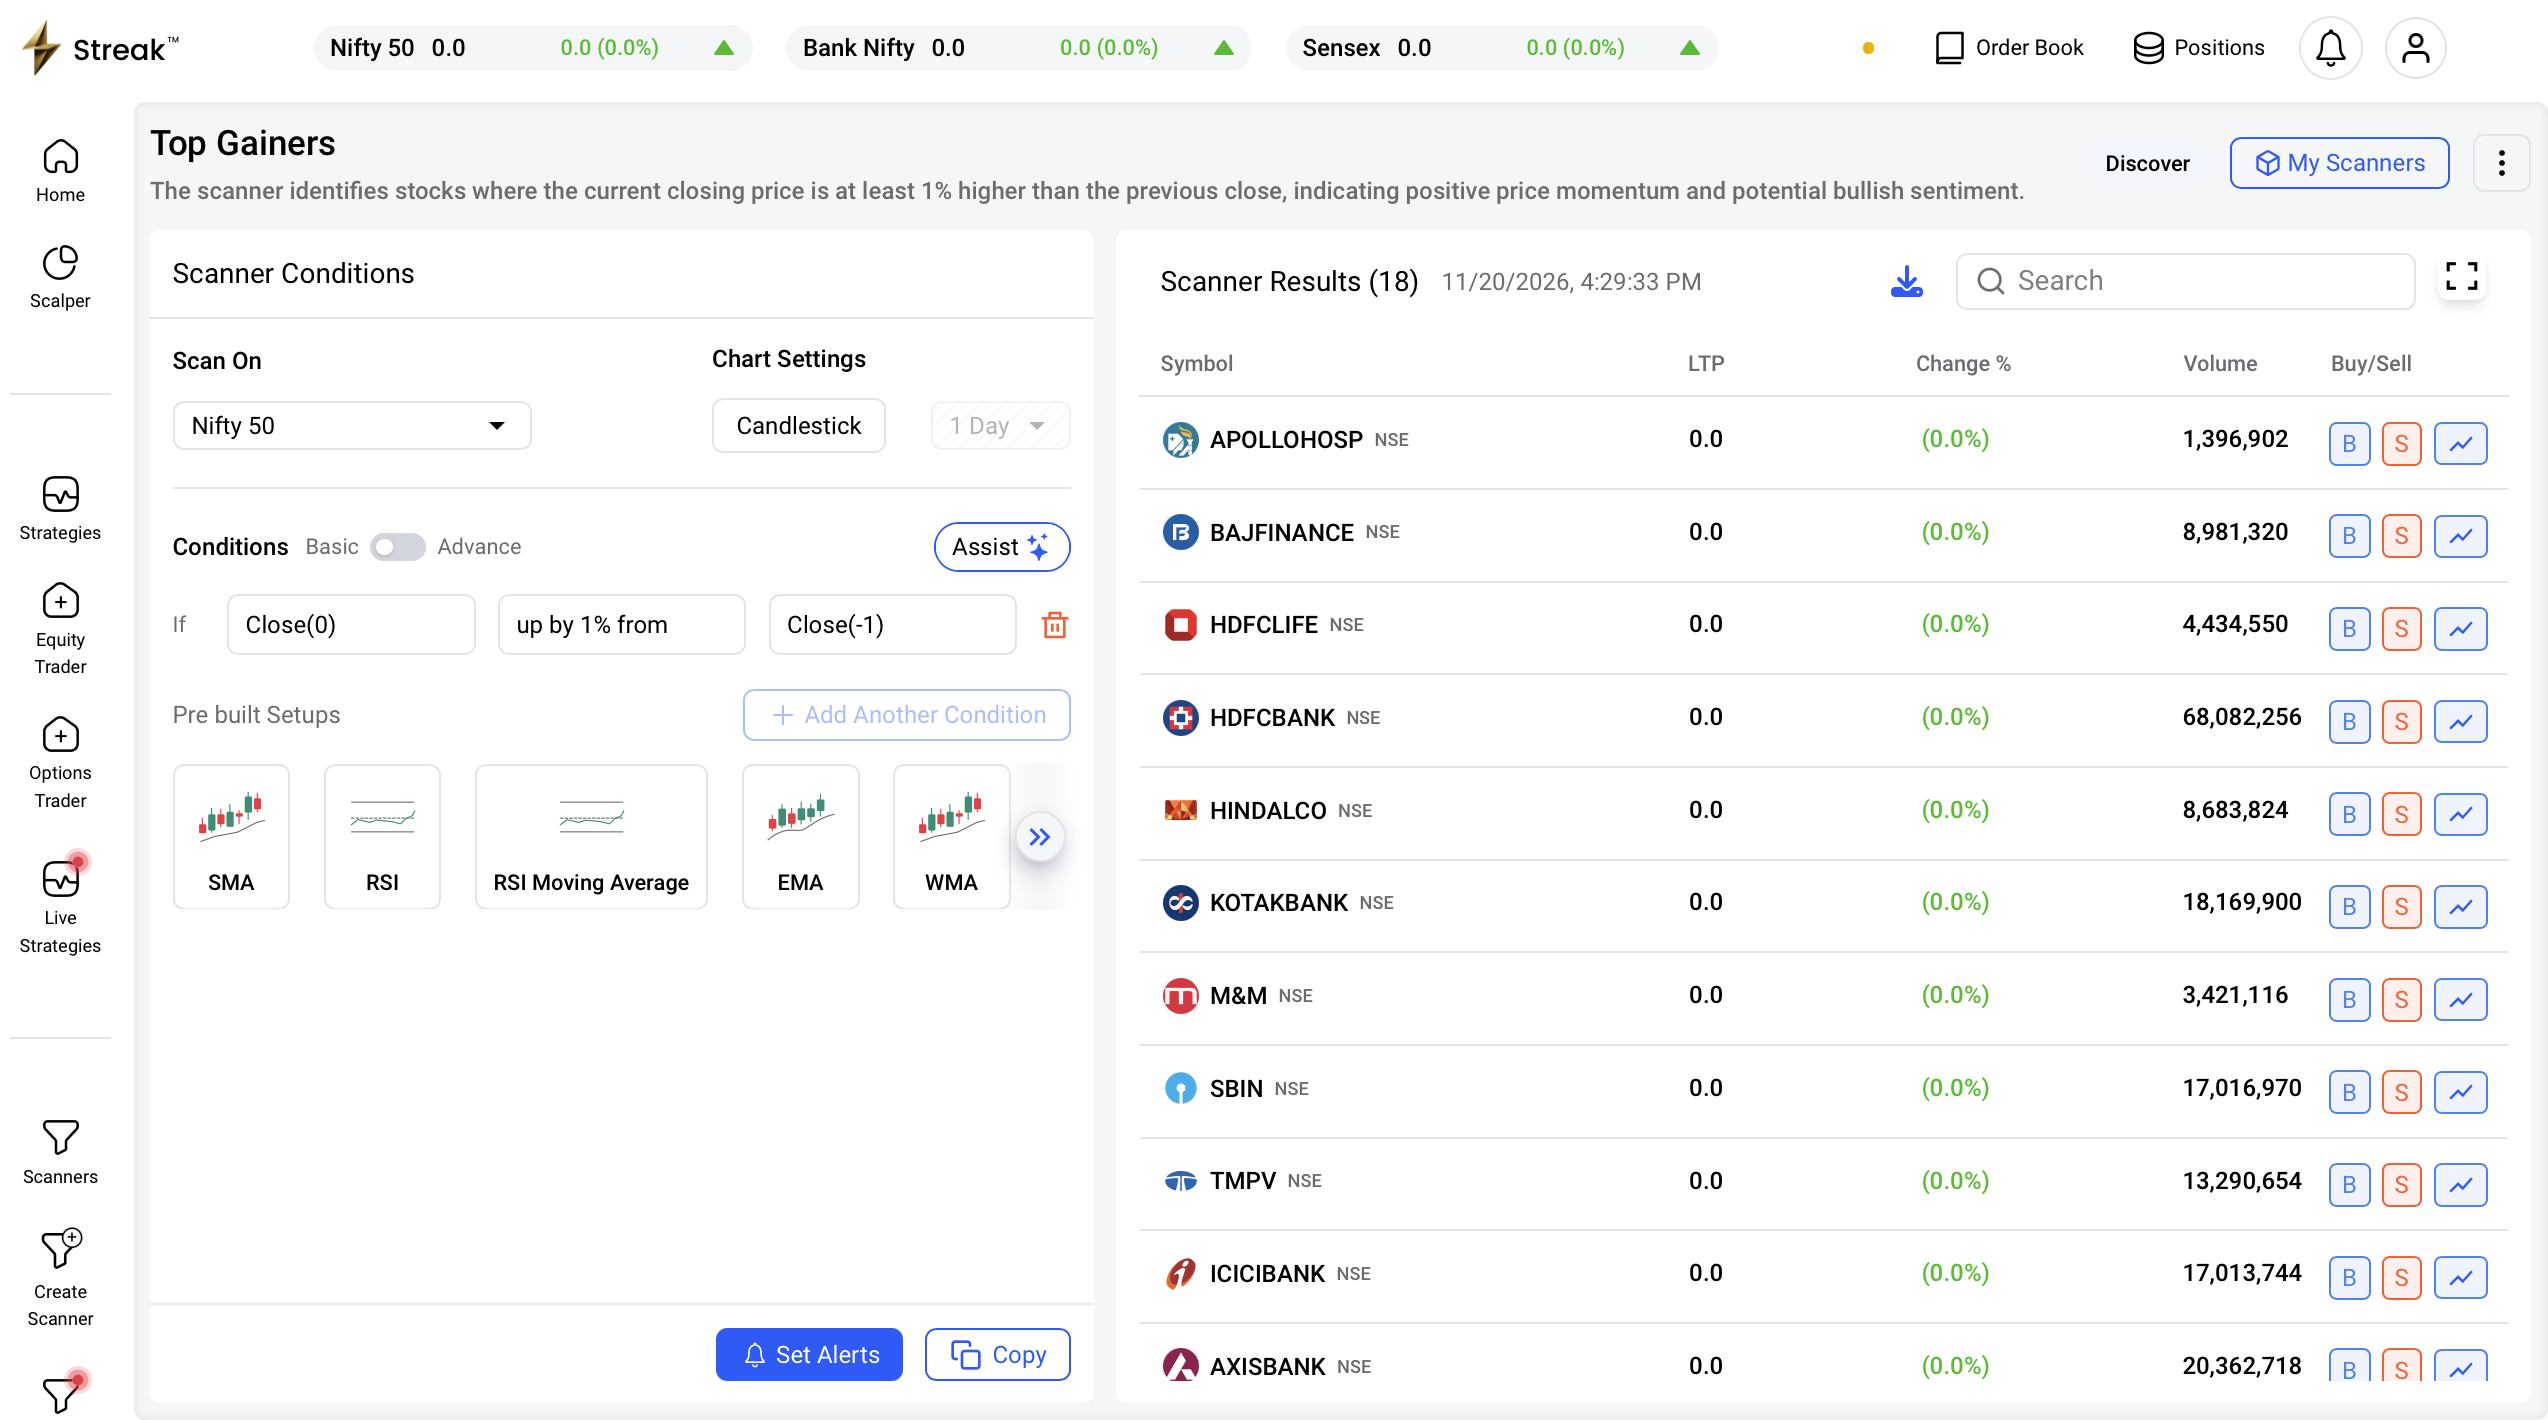 Streak™
Nifty 50 0.0 0.0 (0.0%)
Bank Nifty 0.0 0.0 (0.0%)
Sensex 0.0 0.0 (0.0%)
Order Book
Positions
Home
Scalper
Strategies
Equity
Trader
Options
Trader
Live
Strategies
Scanners
Create
Scanner
Top Gainers
The scanner identifies stocks where the current closing price is at least 1% higher than the previous close, indicating positive price momentum and potential bullish sentiment.
Discover
My Scanners
Scanner Conditions
Scan On
Chart Settings
Nifty 50
Candlestick
1 Day
Conditions Basic Advance
Assist
If Close(0) up by 1% from Close(-1)
Pre built Setups
Add Another Condition
SMA
RSI
RSI Moving Average
EMA
WMA
Set Alerts
Copy
Scanner Results (18) 11/20/2026, 4:29:33 PM
Search
Symbol LTP Change % Volume Buy/Sell
APOLLOHOSP NSE 0.0 (0.0%) 1,396,902 B S
BAJFINANCE NSE 0.0 (0.0%) 8,981,320 B S
HDFCLIFE NSE 0.0 (0.0%) 4,434,550 B S
HDFCBANK NSE 0.0 (0.0%) 68,082,256 B S
HINDALCO NSE 0.0 (0.0%) 8,683,824 B S
KOTAKBANK NSE 0.0 (0.0%) 18,169,900 B S
M&M NSE 0.0 (0.0%) 3,421,116 B S
SBIN NSE 0.0 (0.0%) 17,016,970 B S
TMPV NSE 0.0 (0.0%) 13,290,654 B S
ICICIBANK NSE 0.0 (0.0%) 17,013,744 B S
AXISBANK NSE 0.0 (0.0%) 20,362,718 B S